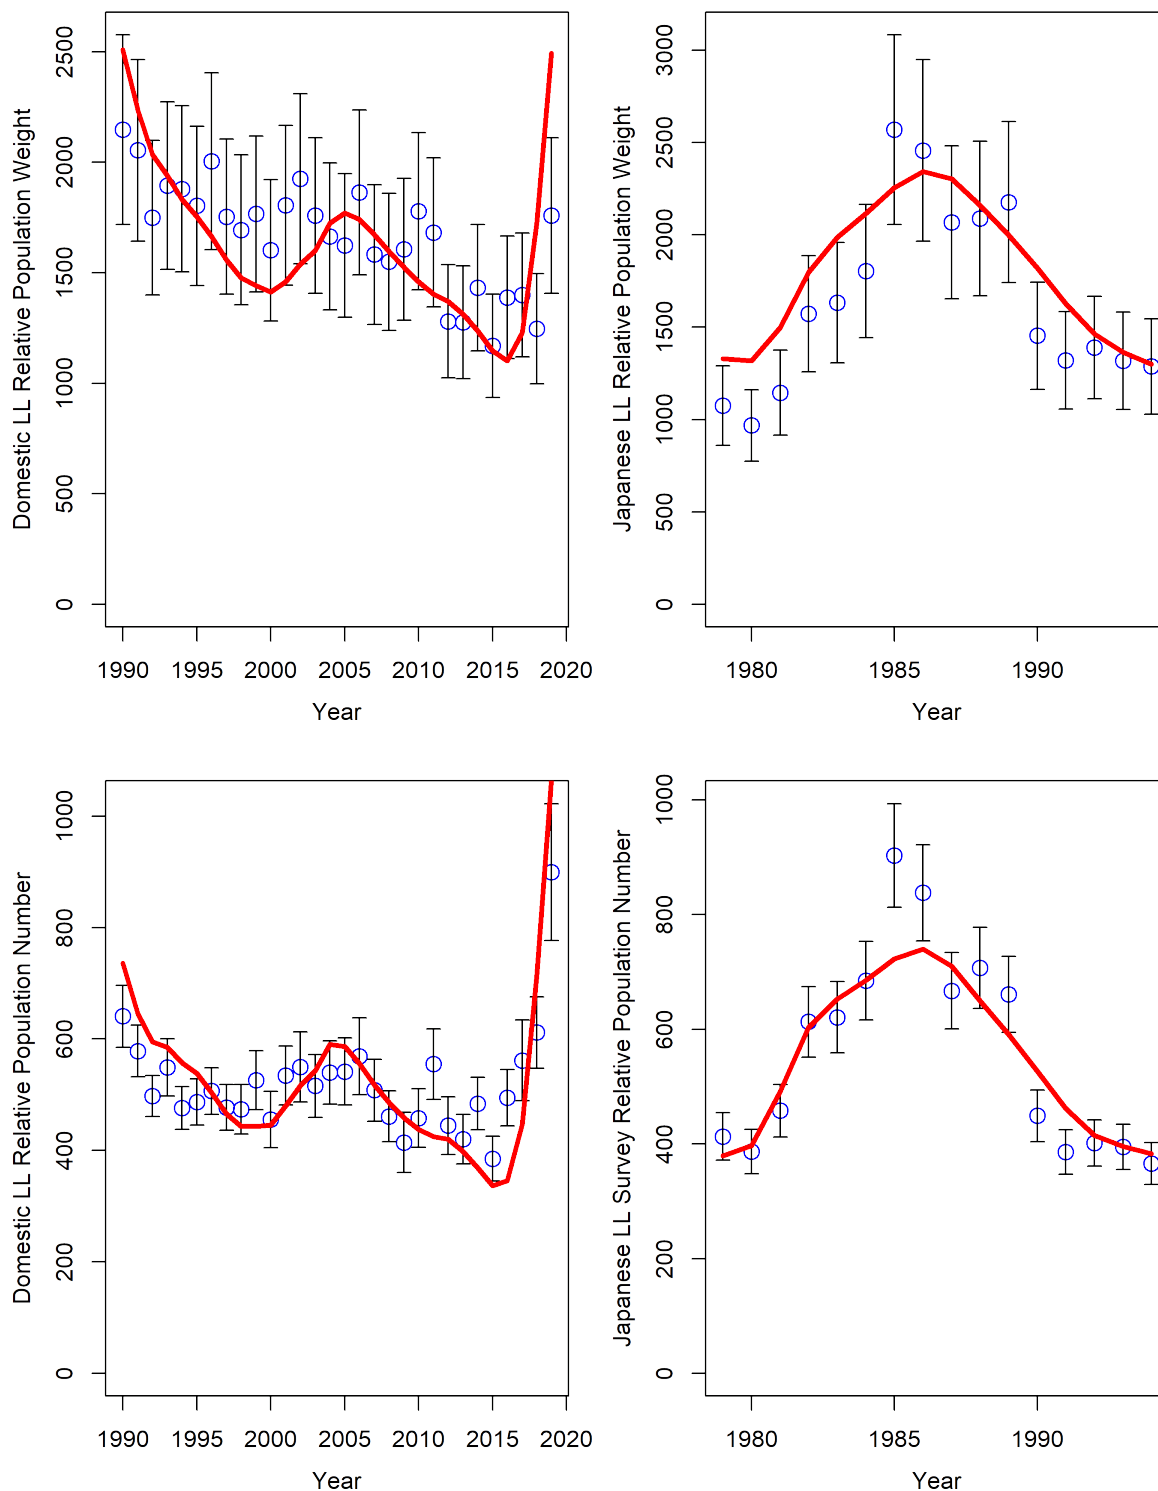 Domestic LL Relative Population Weight
2500
2000
1500
1000
500
0
1990 1995 2000 2005 2010 2015 2020
Year
Japanese LL Relative Population Weight
3000
2500
2000
1500
1000
500
0
1980 1985 1990
Year
Domestic LL Relative Population Number
1000
800
600
400
200
0
1990 1995 2000 2005 2010 2015 2020
Year
Japanese LL Survey Relative Population Number
1000
800
600
400
200
0
1980 1985 1990
Year